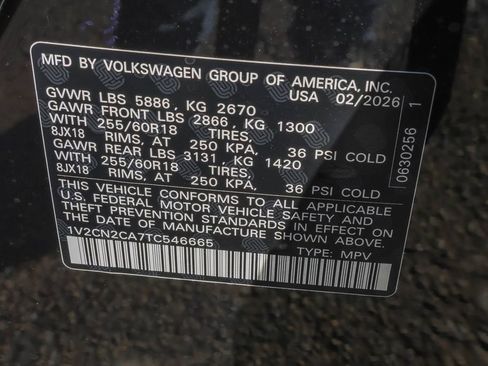 MFD BY VOLKSWAGEN GROUP OF AMERICA, INC.
USA 02/2026
GVWR LBS 5886, KG 2670
GAWR FRONT LBS 2866, KG 1300
WITH 255/60R18 TIRES,
8JX18 RIMS, AT 250 KPA, 36 PSI COLD
GAWR REAR LBS 3131, KG 1420
WITH 255/60R18 TIRES,
8JX18 RIMS, AT 250 KPA, 36 PSI COLD
THIS VEHICLE CONFORMS TO ALL APPLICABLE
U.S. FEDERAL MOTOR VEHICLE SAFETY AND
THEFT PREVENTION STANDARDS IN EFFECT ON
THE DATE OF MANUFACTURE SHOWN ABOVE.
1V2CN2CA7TC546665
TYPE: MPV
0630256 1